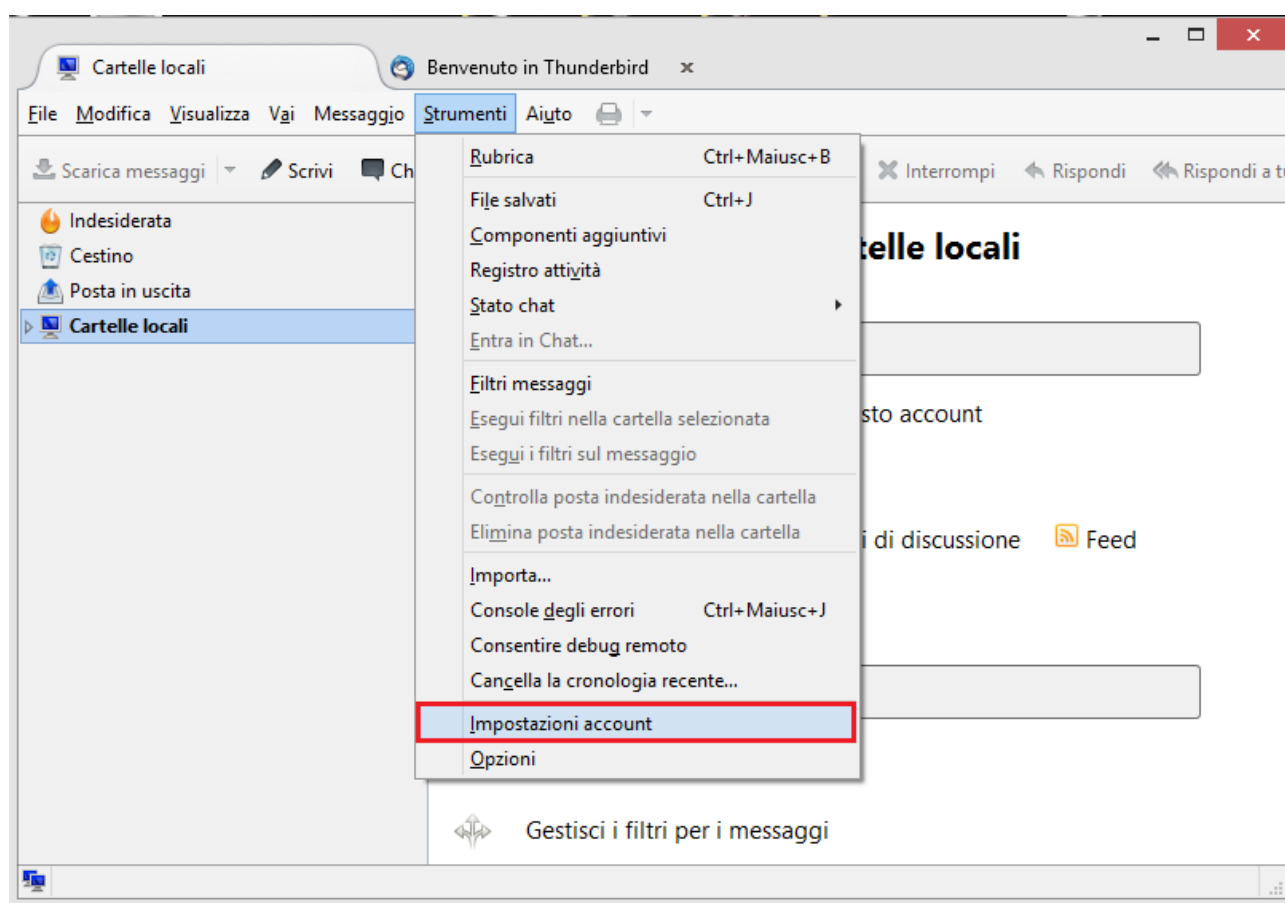 Cartelle locali
Benvenuto in Thunderbird
File Modifica Visualizza Vai Messaggio Strumenti Aiuto
Scarica messaggi Scrivi Ch
Interrompi Rispondi Rispondi a tu
Indesiderata
Cestino
Posta in uscita
Cartelle locali
Rubrica Ctrl+Maiusc+B
File salvati Ctrl+J
Componenti aggiuntivi
Registro attività
Stato chat
Entra in Chat...
Filtri messaggi
Esegui filtri nella cartella selezionata
Esegui i filtri sul messaggio
Controlla posta indesiderata nella cartella
Elimina posta indesiderata nella cartella
Importa...
Console degli errori Ctrl+Maiusc+J
Consentire debug remoto
Cancella la cronologia recente...
Impostazioni account
Opzioni
telle locali
sto account
i di discussione Feed
Gestisci i filtri per i messaggi